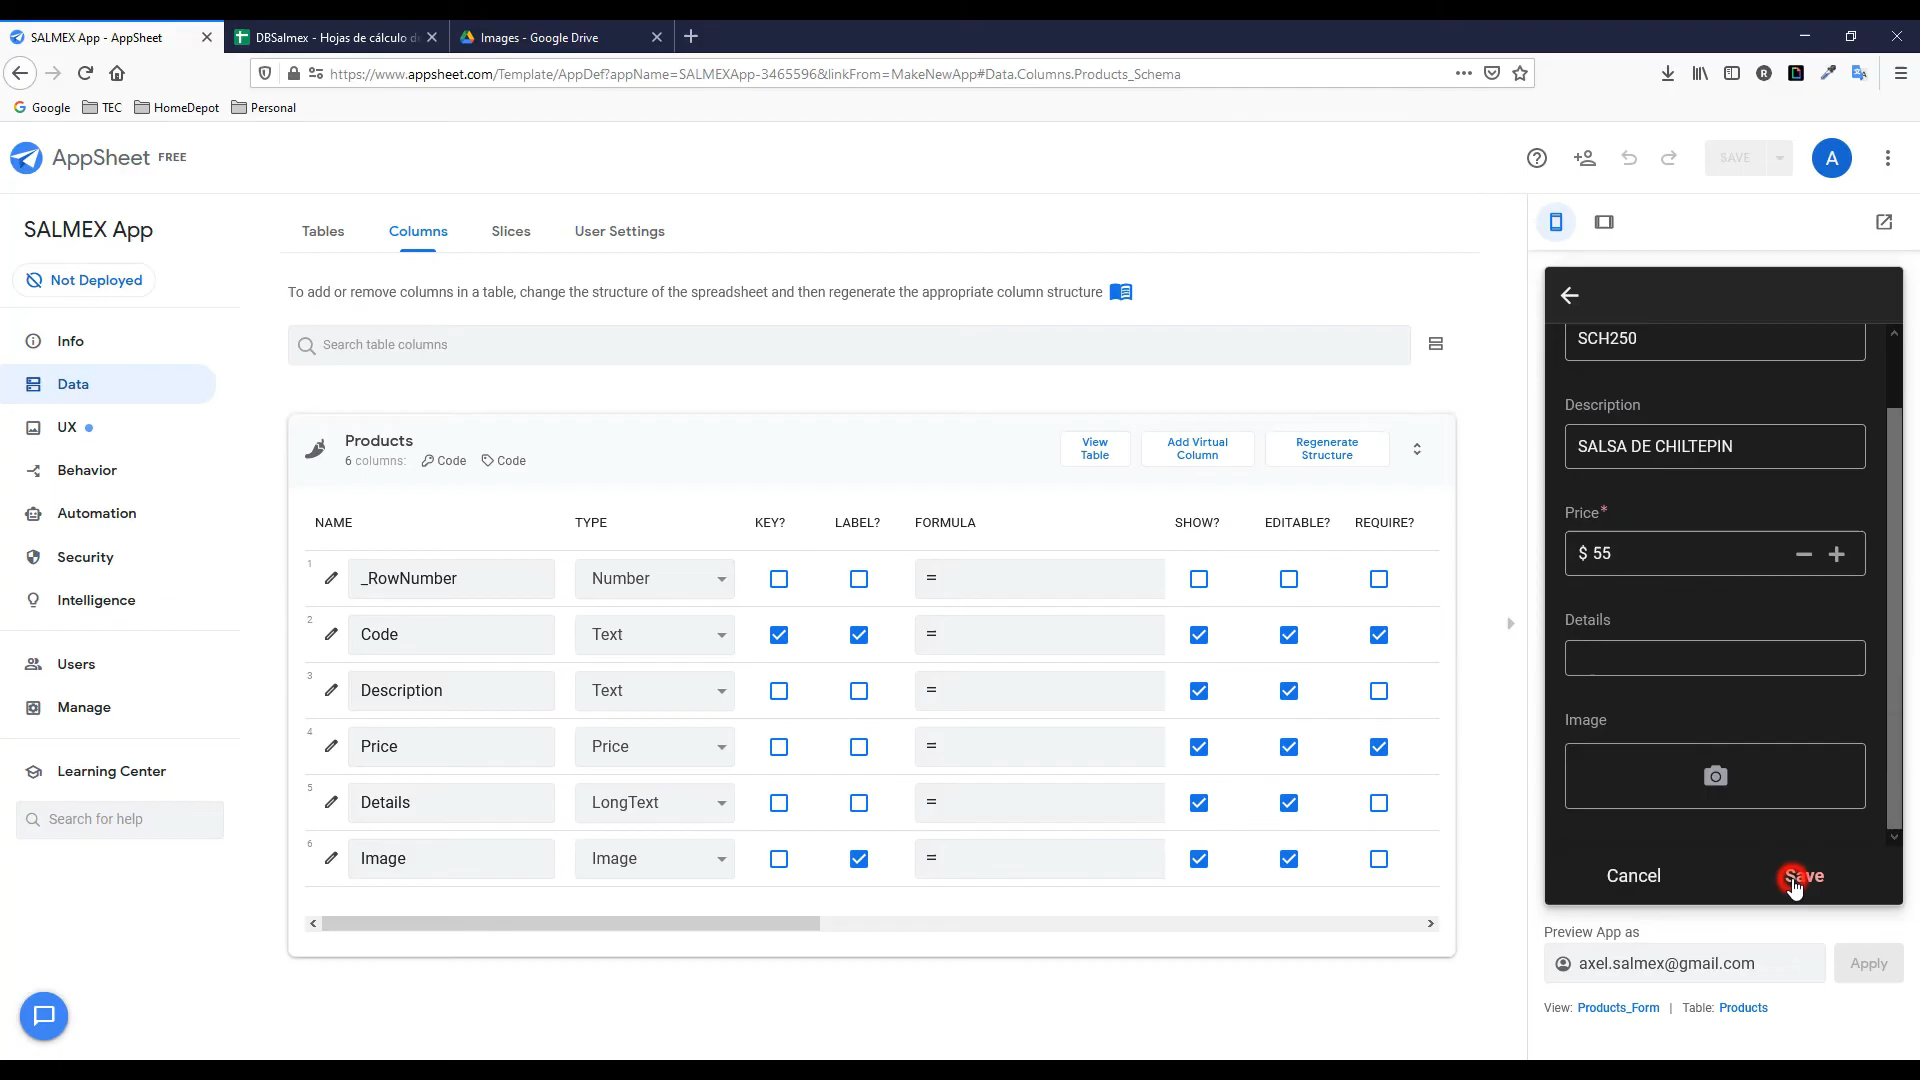 SALMEX App - AppSheet
DBSalmex - Hojas de cálculo d
Images - Google Drive
https://www.appsheet.com/Template/AppDef?appName=SALMEXApp-3465596&linkFrom=MakeNewApp#Data.Columns.Products_Schema
Google TEC HomeDepot Personal
AppSheet FREE
SAVE
A
SALMEX App
Not Deployed
Info
Data
UX
Behavior
Automation
Security
Intelligence
Users
Manage
Learning Center
Search for help
Tables Columns Slices User Settings
To add or remove columns in a table, change the structure of the spreadsheet and then regenerate the appropriate column structure
Search table columns
Products
6 columns: Code Code
View
Table
Add Virtual
Column
Regenerate
Structure
NAME TYPE KEY? LABEL? FORMULA SHOW? EDITABLE? REQUIRE?
1 _RowNumber Number =
2 Code Text =
3 Description Text =
4 Price Price =
5 Details LongText =
6 Image Image =
SCH250
Description
SALSA DE CHILTEPIN
Price*
$ 55
Details
Image
Cancel Save
Preview App as
axel.salmex@gmail.com Apply
View: Products_Form | Table: Products